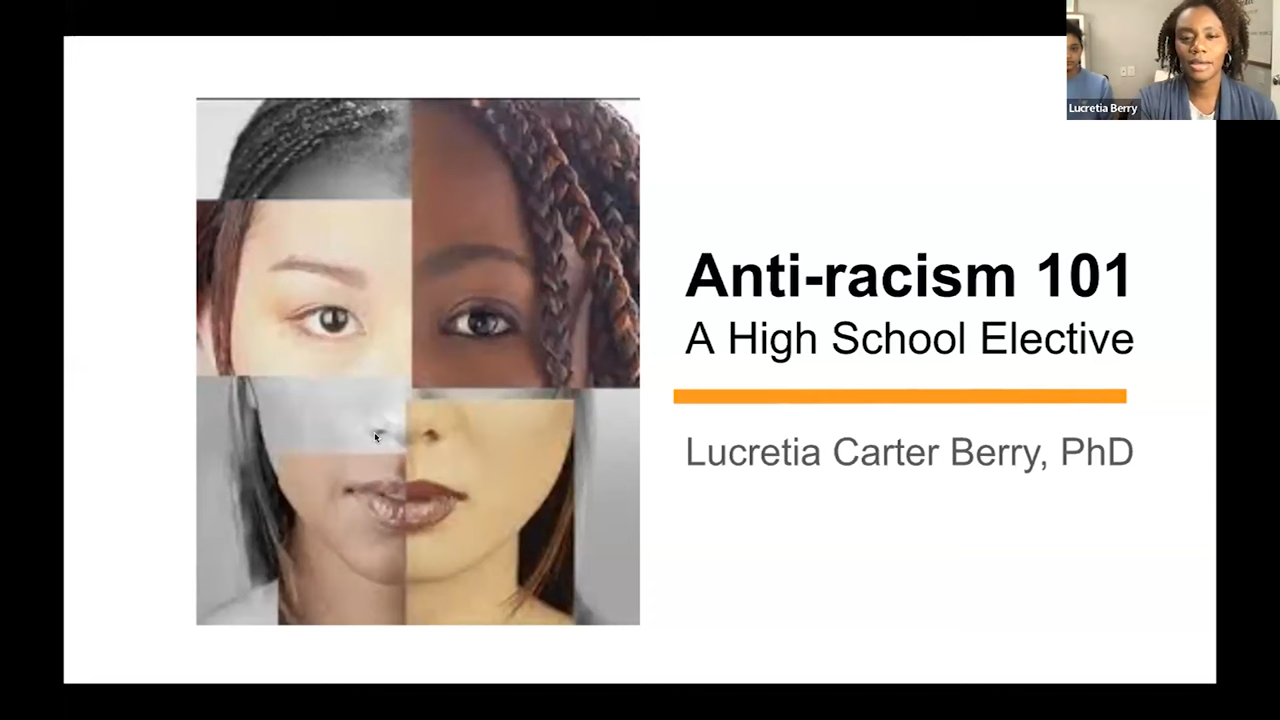 Lucretia Berry
Anti-racism 101
A High School Elective
Lucretia Carter Berry, PhD